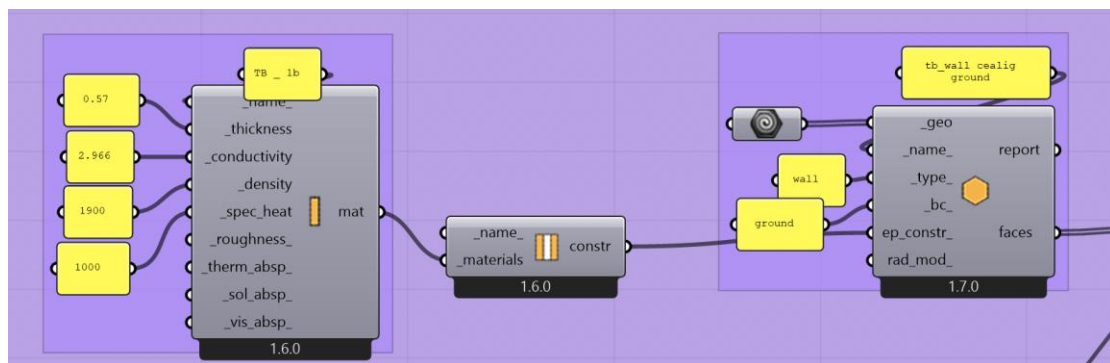 TB _ 1b
0.57
2.966
1900
1000
_name_
_thickness
_conductivity
_density
_spec_heat
_roughness_
_therm_absp_
_sol_absp_
_vis_absp_
mat
1.6.0
_name_
_materials
constr
1.6.0
tb_wall cealig
ground
wall
ground
_geo
_name_
_type_
_bc_
ep_constr_
rad_mod_
report
faces
1.7.0